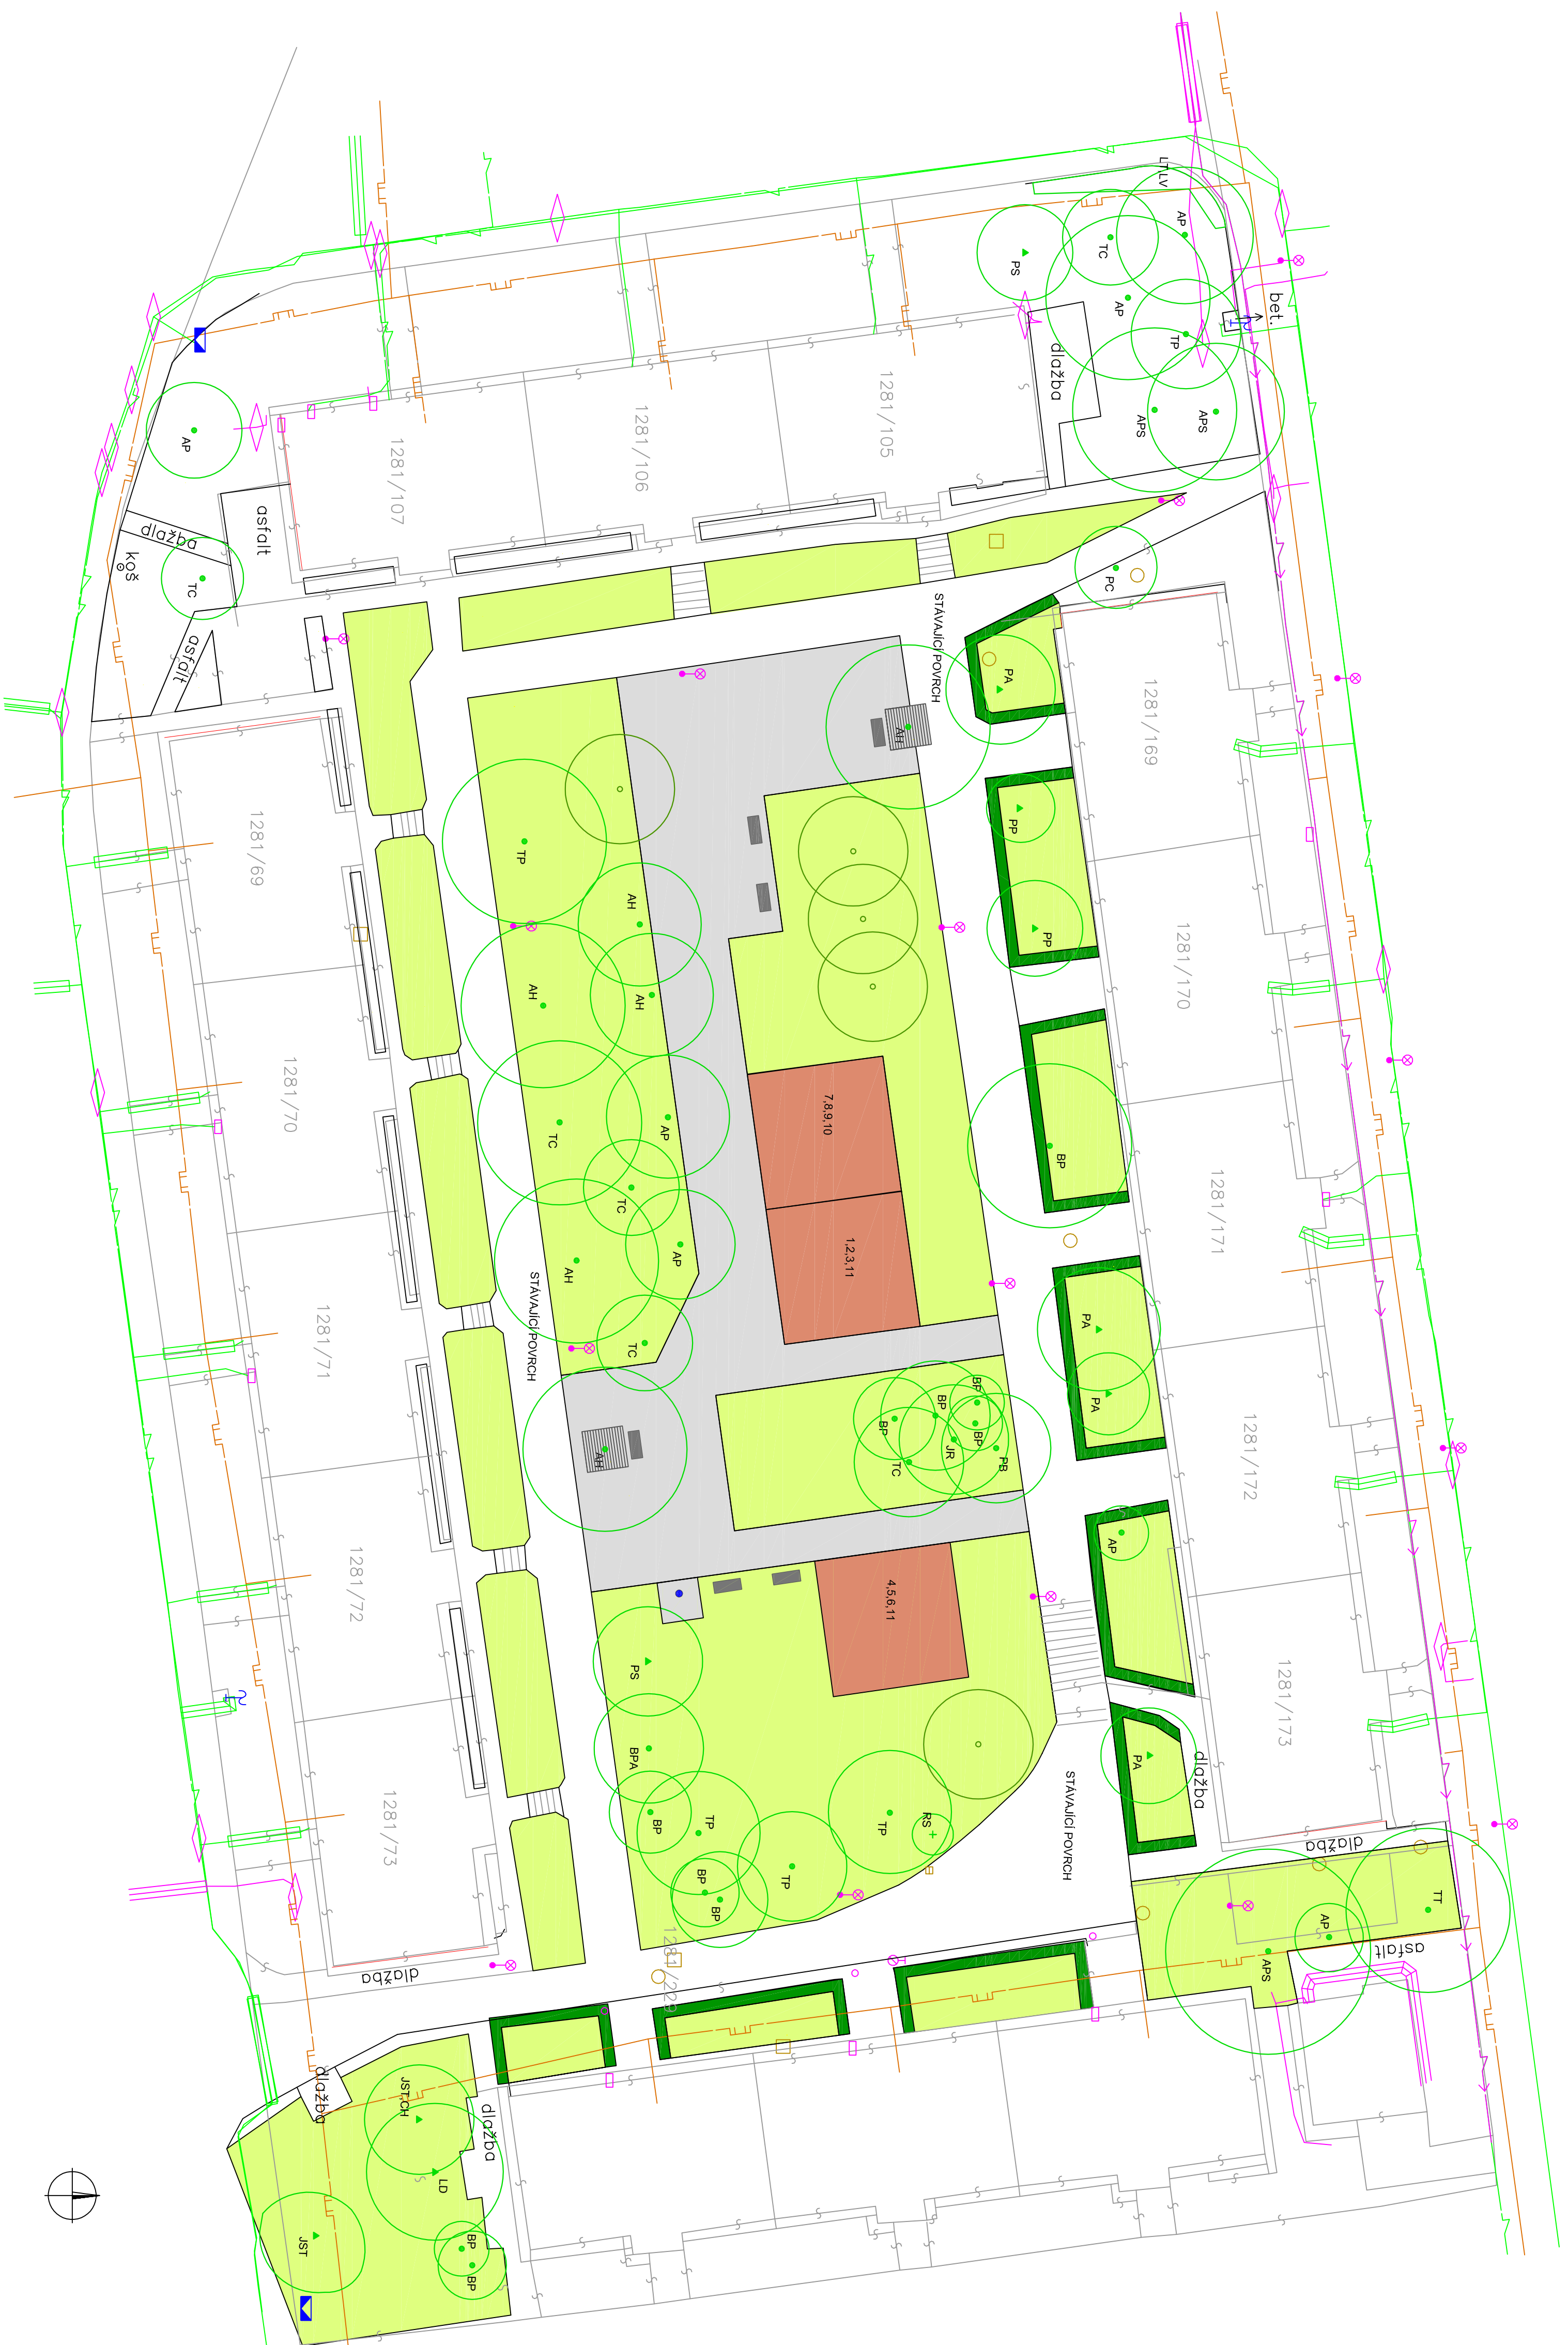 LT,LV
AP
TC
PS
AP
bet.
TP
dlažba
APS
APS
1281/105
1281/106
1281/107
AP
asfalt
dlažba
koš
TC
asfalt
PC
STÁVAJÍCÍ POVRCH
PA
AH
1281/169
PP
PP
1281/69
TP
AH
AH
AH
1281/170
1281/70
TC
AP
7,8,9,10
BP
TC
1281/171
AP
AH
1,2,3,11
STÁVAJÍCÍ POVRCH
1281/71
TC
PA
PA
BP
BP
BP
BP
JR
PB
TC
AH
1281/172
AP
1281/72
4,5,6,11
PS
1281/173
BPA
PA
dlažba
STÁVAJÍCÍ POVRCH
BP
TP
TP
RS
1281/73
TP
BP
BP
dlažba
TT
AP
asfalt
APS
1281/229
dlažba
dlažba
JST,CH
dlažba
LD
JST
BP
BP